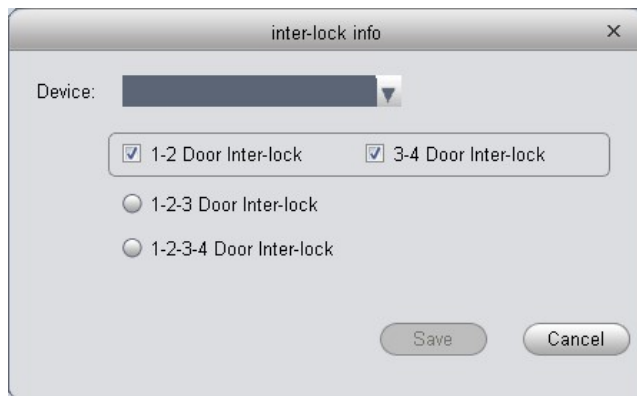 inter-lock info
Device:
1-2 Door Inter-lock 3-4 Door Inter-lock
1-2-3 Door Inter-lock
1-2-3-4 Door Inter-lock
Save Cancel